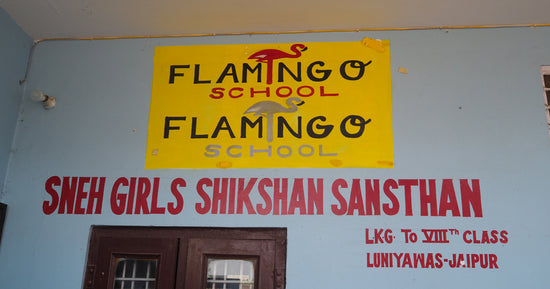 FLAMINGO
SCHOOL
FLAMINGO
SCHOOL
SNEH GIRLS SHIKSHAN SANSTHAN
LKG. To VIIITH CLASS
LUNIYAWAS-JAIPUR